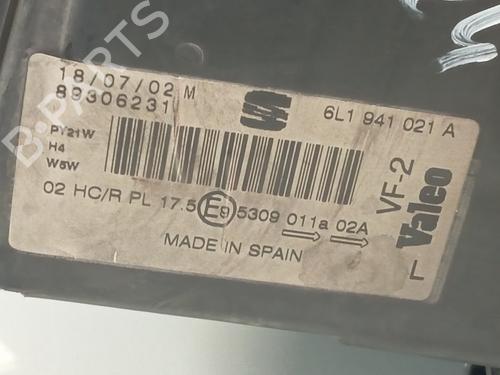 18/07/02 M
89306231
6L1 941 021 A
PY21W
H4
W5W
VF-2
Valeo
02 HC/R PL 17.5 E9 5309 011a 02A
MADE IN SPAIN
L
B-PARTS